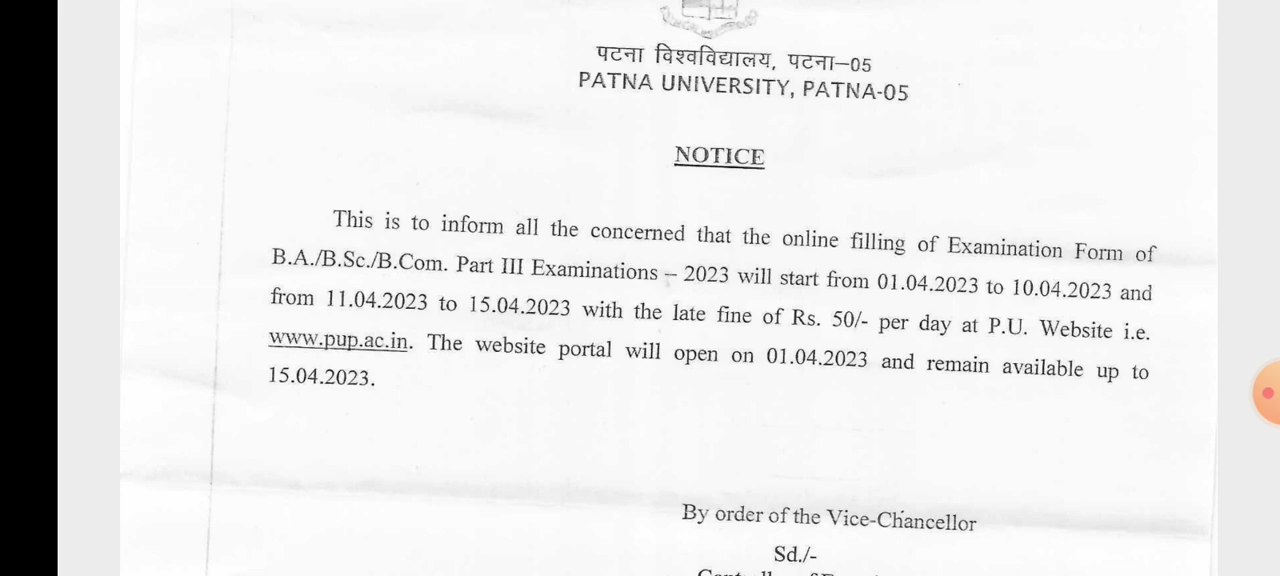 पटना विश्वविद्यालय, पटना–05
PATNA UNIVERSITY, PATNA-05
NOTICE
This is to inform all the concerned that the online filling of Examination Form of
B.A./B.Sc./B.Com. Part III Examinations – 2023 will start from 01.04.2023 to 10.04.2023 and
from 11.04.2023 to 15.04.2023 with the late fine of Rs. 50/- per day at P.U. Website i.e.
www.pup.ac.in. The website portal will open on 01.04.2023 and remain available up to
15.04.2023.
By order of the Vice-Chancellor
Sd./-